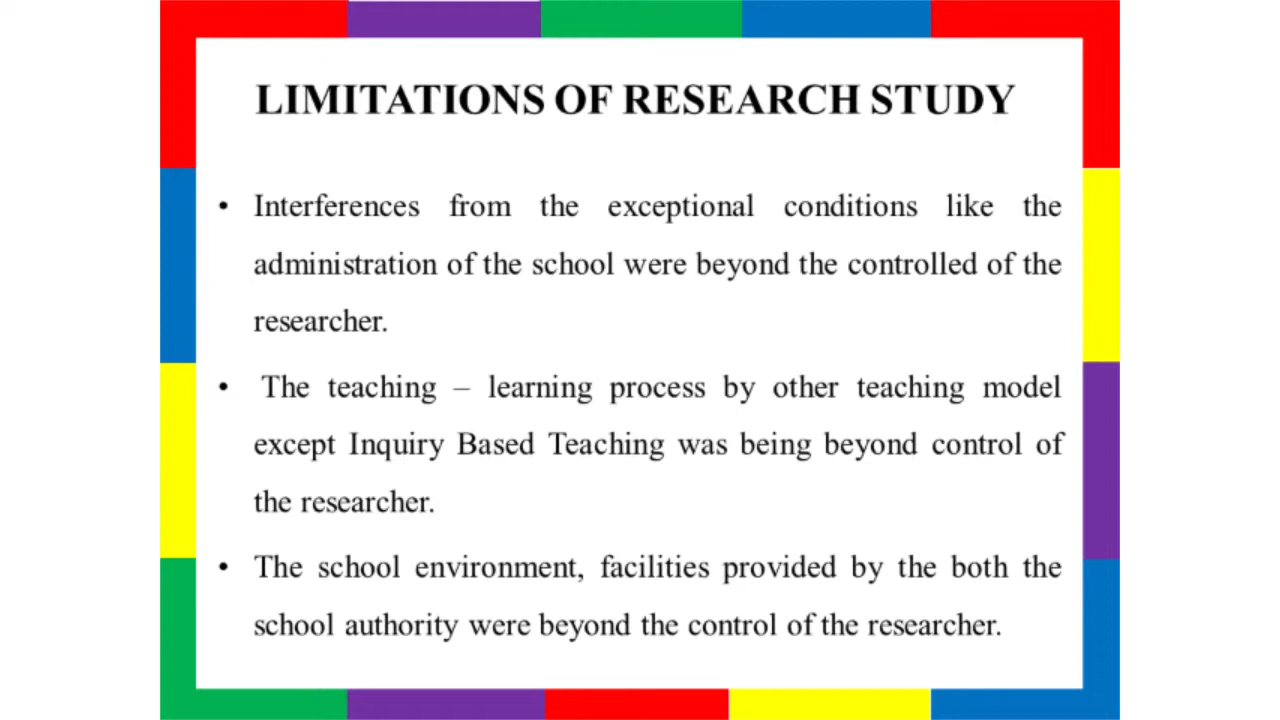 LIMITATIONS OF RESEARCH STUDY
• Interferences from the exceptional conditions like the
administration of the school were beyond the controlled of the
researcher.
• The teaching – learning process by other teaching model
except Inquiry Based Teaching was being beyond control of
the researcher.
• The school environment, facilities provided by the both the
school authority were beyond the control of the researcher.